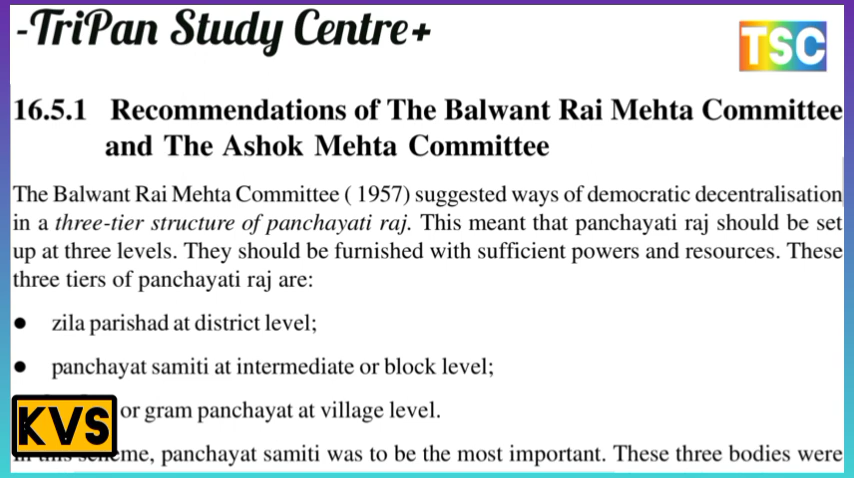 -TriPan Study Centre+
TSC
16.5.1 Recommendations of The Balwant Rai Mehta Committee
and The Ashok Mehta Committee
The Balwant Rai Mehta Committee ( 1957) suggested ways of democratic decentralisation
in a three-tier structure of panchayati raj. This meant that panchayati raj should be set
up at three levels. They should be furnished with sufficient powers and resources. These
three tiers of panchayati raj are:
● zila parishad at district level;
● panchayat samiti at intermediate or block level;
or gram panchayat at village level.
KVS
panchayat samiti was to be the most important. These three bodies were